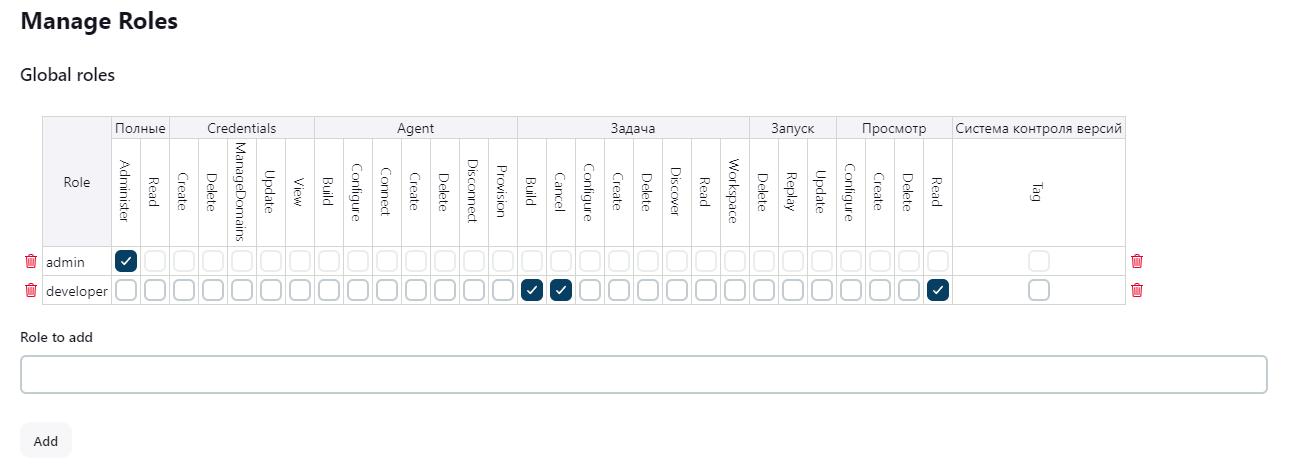 Manage Roles
Global roles
Полные Credentials Agent Задача Запуск Просмотр Система контроля версий
Role Administer Read Create Delete ManageDomains Update View Build Configure Connect Create Delete Disconnect Provision Build Cancel Configure Create Delete Discover Read Workspace Delete Replay Update Configure Create Delete Read Tag
admin
developer
Role to add
Add